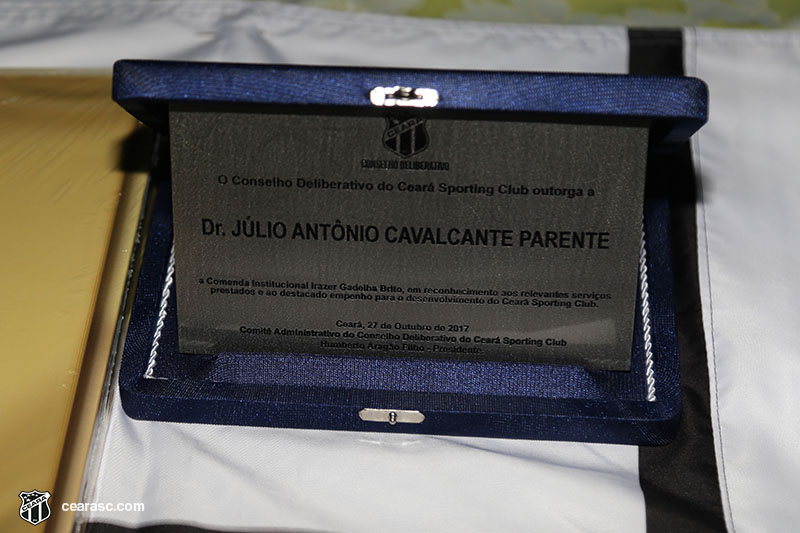 CEARÁ
CONSELHO DELIBERATIVO
O Conselho Deliberativo do Ceará Sporting Club outorga a
Dr. JÚLIO ANTÔNIO CAVALCANTE PARENTE
a Comenda Institucional Irazer Gadelha Brito, em reconhecimento aos relevantes serviços
prestados e ao destacado empenho para o desenvolvimento do Ceará Sporting Club.
Ceará, 27 de Outubro de 2017
Comitê Administrativo do Conselho Deliberativo do Ceará Sporting Club
Humberto Aragão Filho - Presidente
CEARÁ
cearasc.com